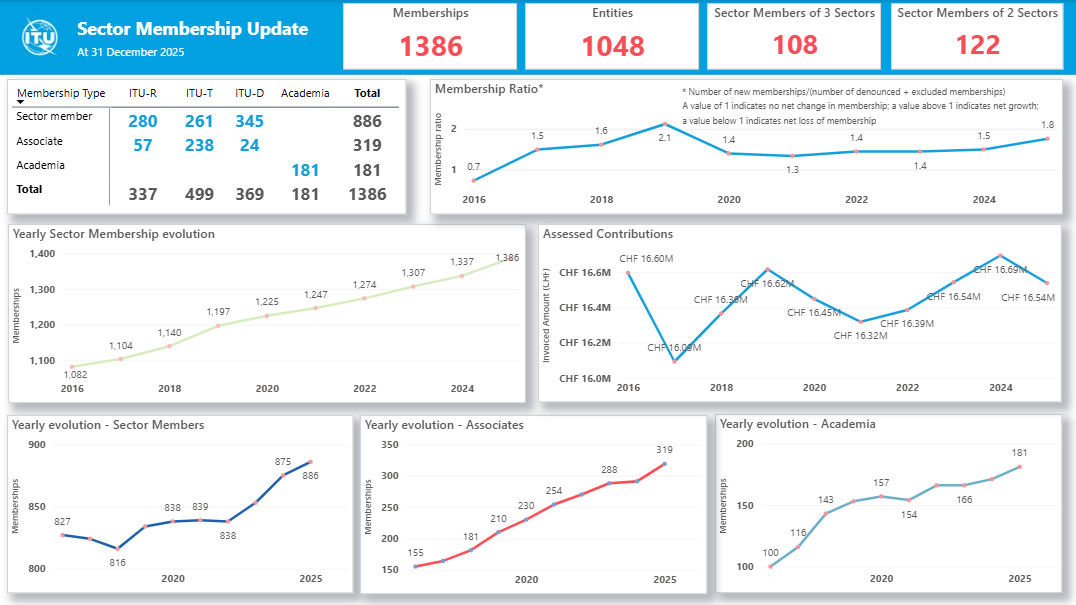 ITU
Sector Membership Update
At 31 December 2025
Memberships
1386
Entities
1048
Sector Members of 3 Sectors
108
Sector Members of 2 Sectors
122
Membership Type ITU-R ITU-T ITU-D Academia Total
Sector member 280 261 345 886
Associate 57 238 24 319
Academia 181 181
Total 337 499 369 181 1386
Membership Ratio*
* Number of new memberships/(number of denounced + excluded memberships)
A value of 1 indicates no net change in membership; a value above 1 indicates net growth;
a value below 1 indicates net loss of membership
Membership ratio
2
1
0.7 1.5 1.6 2.1 1.4 1.3 1.4 1.4 1.5 1.8
2016 2018 2020 2022 2024
Yearly Sector Membership evolution
Memberships
1,400
1,300
1,200
1,100
1,082 1,104 1,140 1,197 1,225 1,247 1,274 1,307 1,337 1,386
2016 2018 2020 2022 2024
Assessed Contributions
Invoiced Amount (CHF)
CHF 16.6M
CHF 16.4M
CHF 16.2M
CHF 16.0M
CHF 16.60M CHF 16.09M CHF 16.36M CHF 16.62M CHF 16.45M CHF 16.32M CHF 16.39M CHF 16.54M CHF 16.69M CHF 16.54M
2016 2018 2020 2022 2024
Yearly evolution - Sector Members
Memberships
900
850
800
827 816 838 839 838 875 886
2020 2025
Yearly evolution - Associates
Memberships
350
300
250
200
150
155 181 210 230 254 288 319
2020 2025
Yearly evolution - Academia
Memberships
200
150
100
100 116 143 157 154 166 181
2020 2025